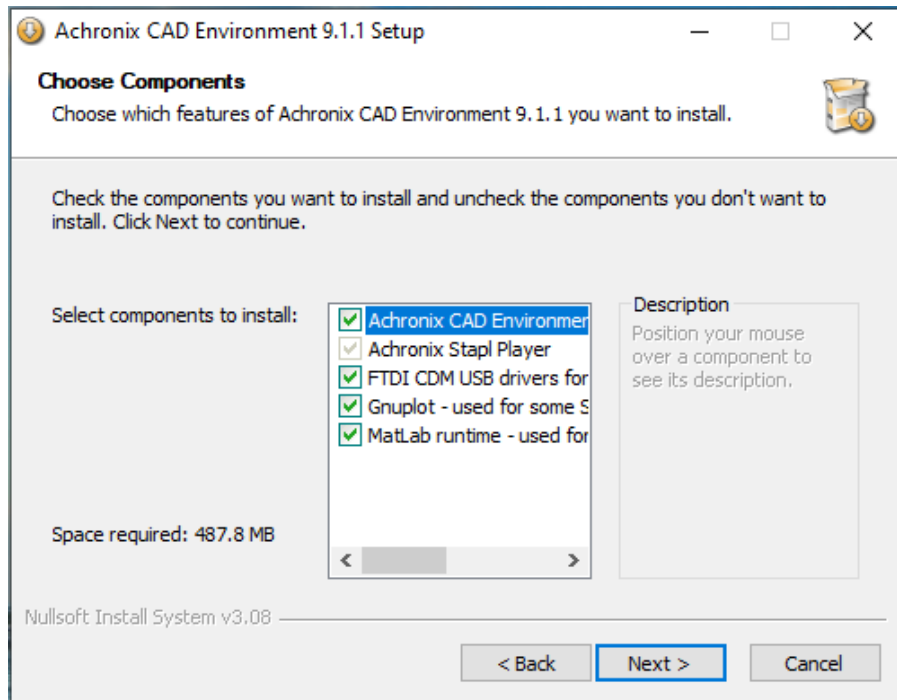 Achronix CAD Environment 9.1.1 Setup
Choose Components
Choose which features of Achronix CAD Environment 9.1.1 you want to install.
Check the components you want to install and uncheck the components you don't want to
install. Click Next to continue.
Select components to install:
Achronix CAD Environmer
Achronix Stapl Player
FTDI CDM USB drivers for
Gnuplot - used for some S
MatLab runtime - used for
Description
Position your mouse
over a component to
see its description.
Space required: 487.8 MB
Nullsoft Install System v3.08
< Back
Next >
Cancel